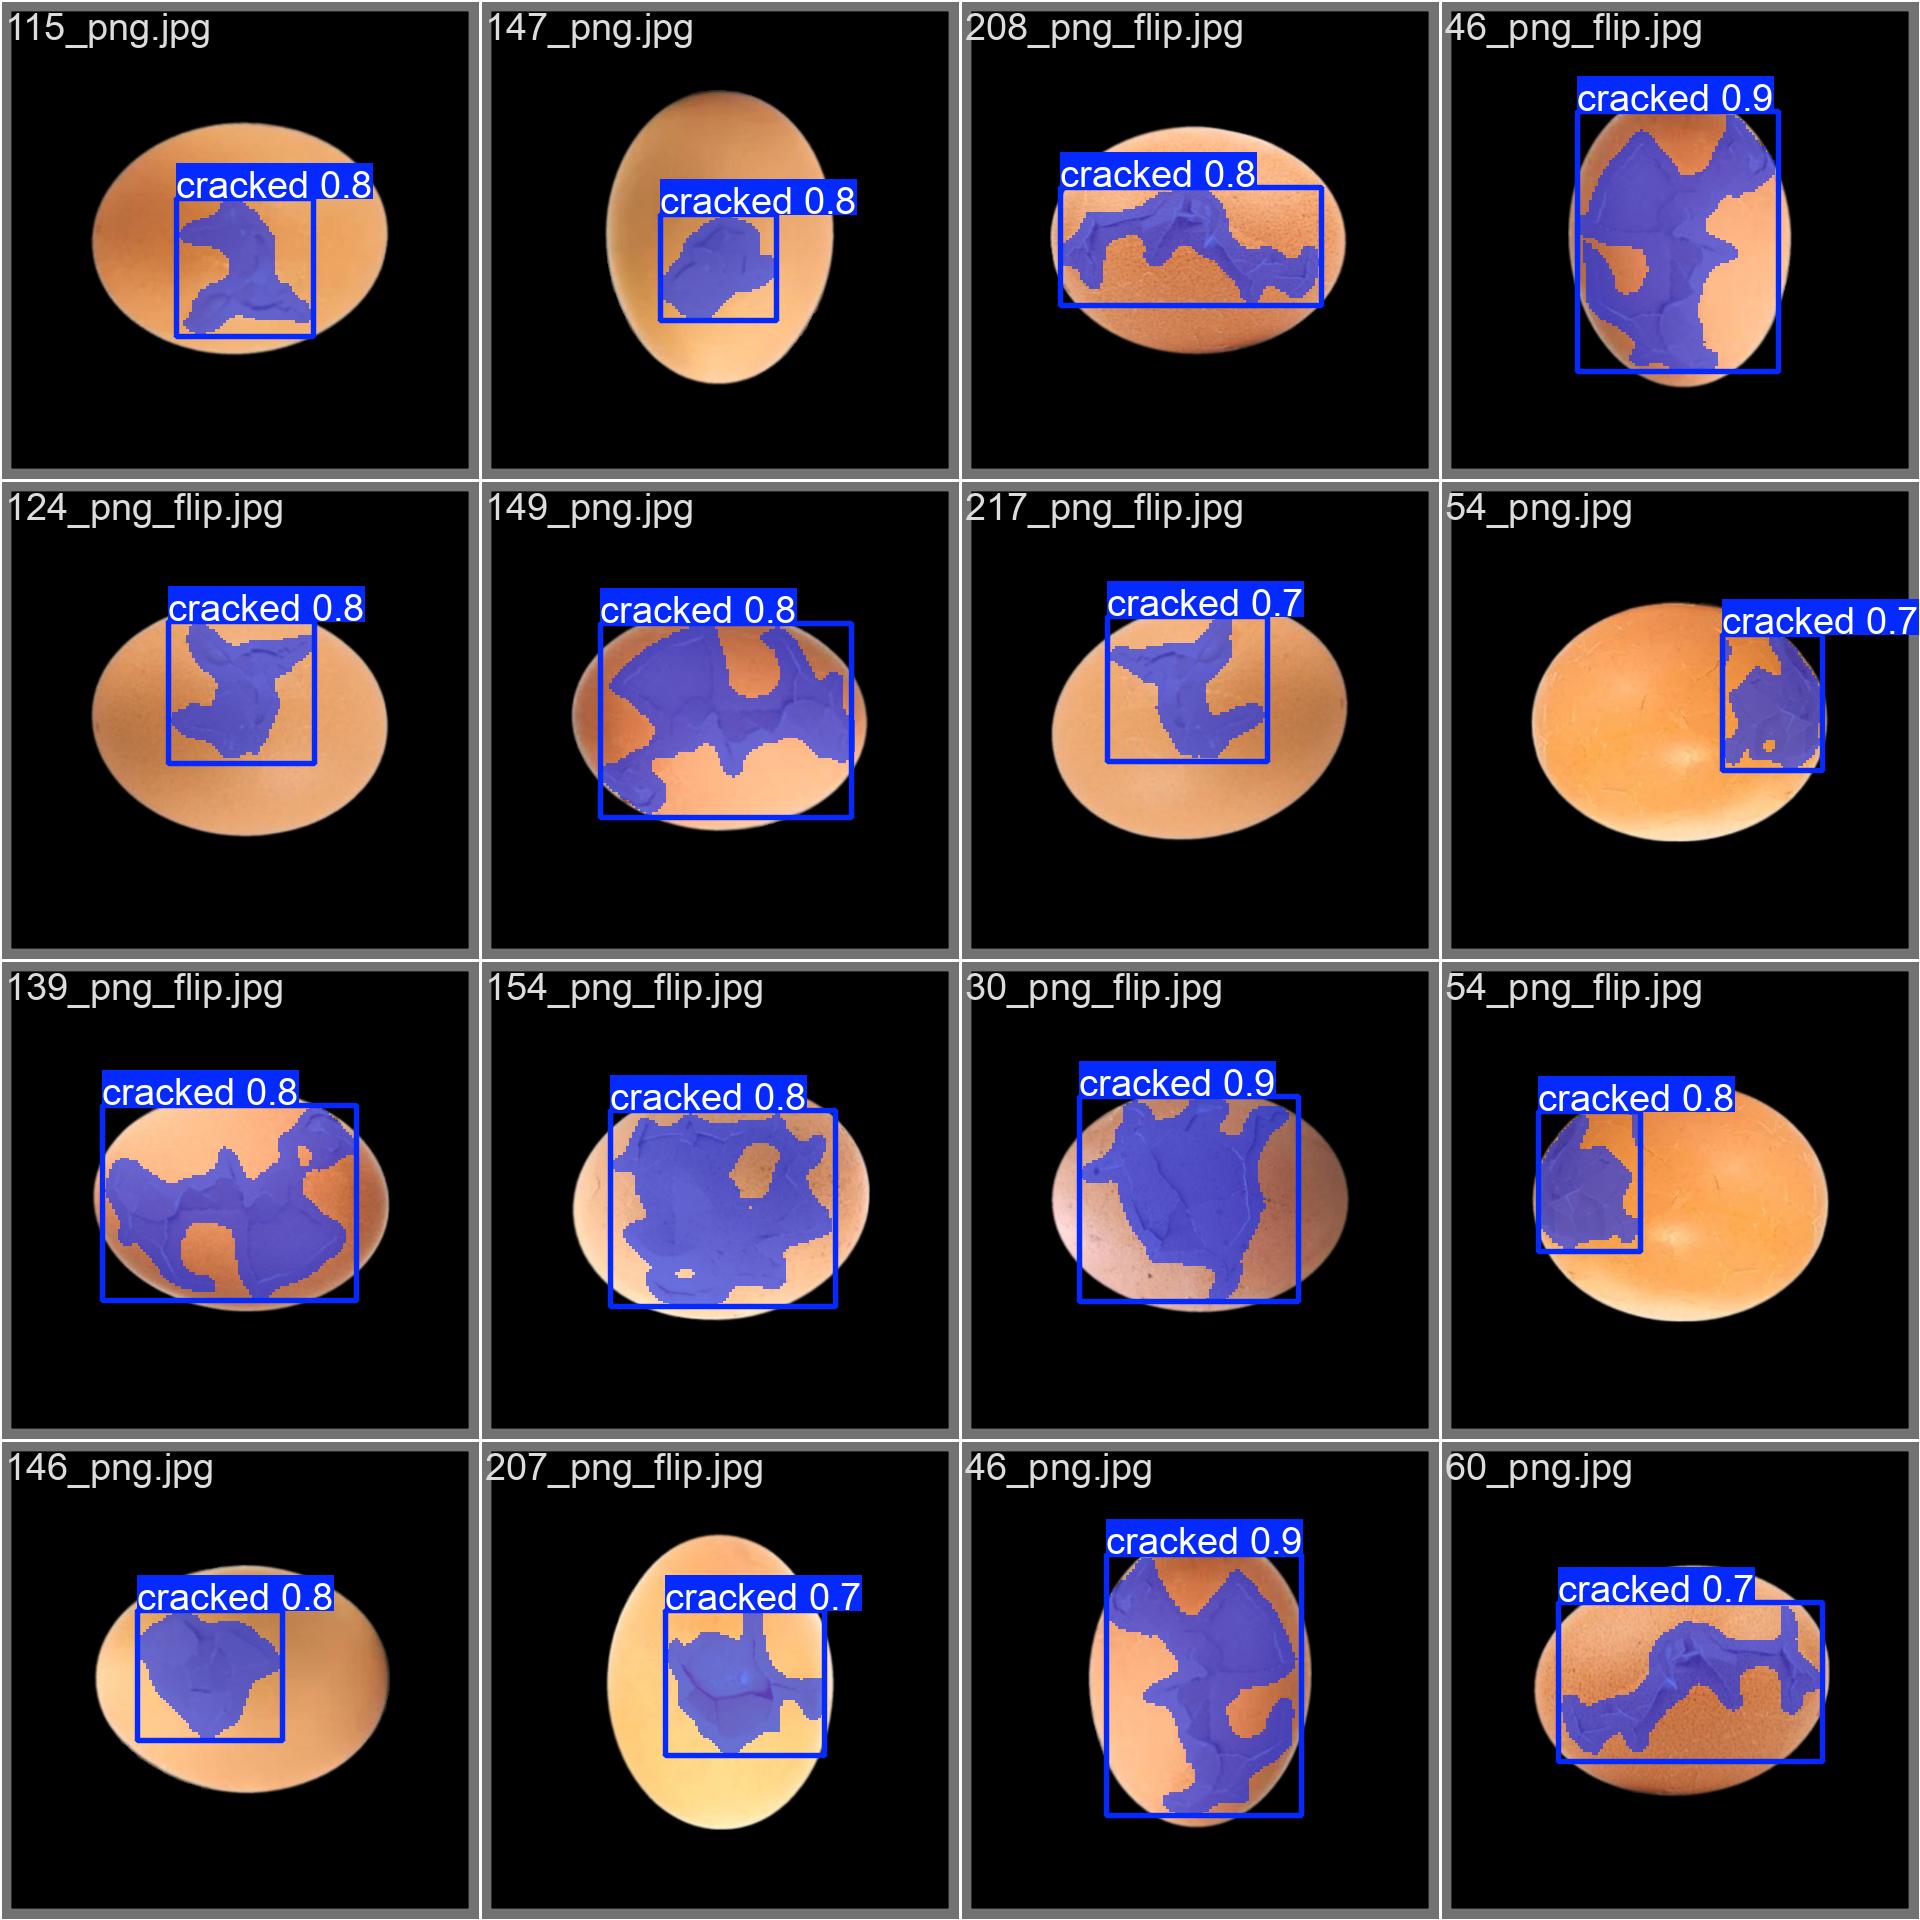 115_png.jpg
cracked 0.8
147_png.jpg
cracked 0.8
208_png_flip.jpg
cracked 0.8
46_png_flip.jpg
cracked 0.9
124_png_flip.jpg
cracked 0.8
149_png.jpg
cracked 0.8
217_png_flip.jpg
cracked 0.7
54_png.jpg
cracked 0.7
139_png_flip.jpg
cracked 0.8
154_png_flip.jpg
cracked 0.8
30_png_flip.jpg
cracked 0.9
54_png_flip.jpg
cracked 0.8
146_png.jpg
cracked 0.8
207_png_flip.jpg
cracked 0.7
46_png.jpg
cracked 0.9
60_png.jpg
cracked 0.7